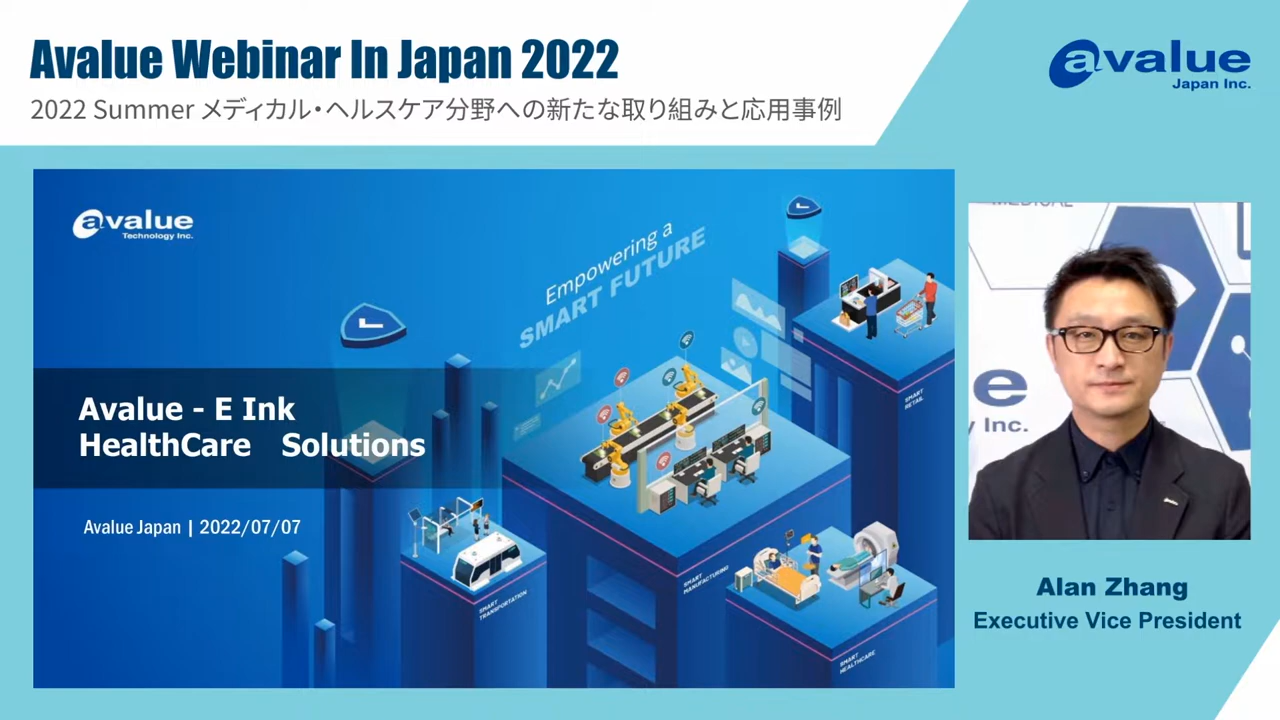 Avalue Webinar In Japan 2022
2022 Summer メディカル・ヘルスケア分野への新たな取り組みと応用事例
avalue
Japan Inc.
avalue
Technology Inc.
Empowering a
SMART FUTURE
SMART RETAIL
Avalue - E Ink
HealthCare Solutions
Avalue Japan | 2022/07/07
SMART TRANSPORTATION
SMART MANUFACTURING
SMART HEALTHCARE
MEDICAL
e
y Inc.
Alan Zhang
Executive Vice President